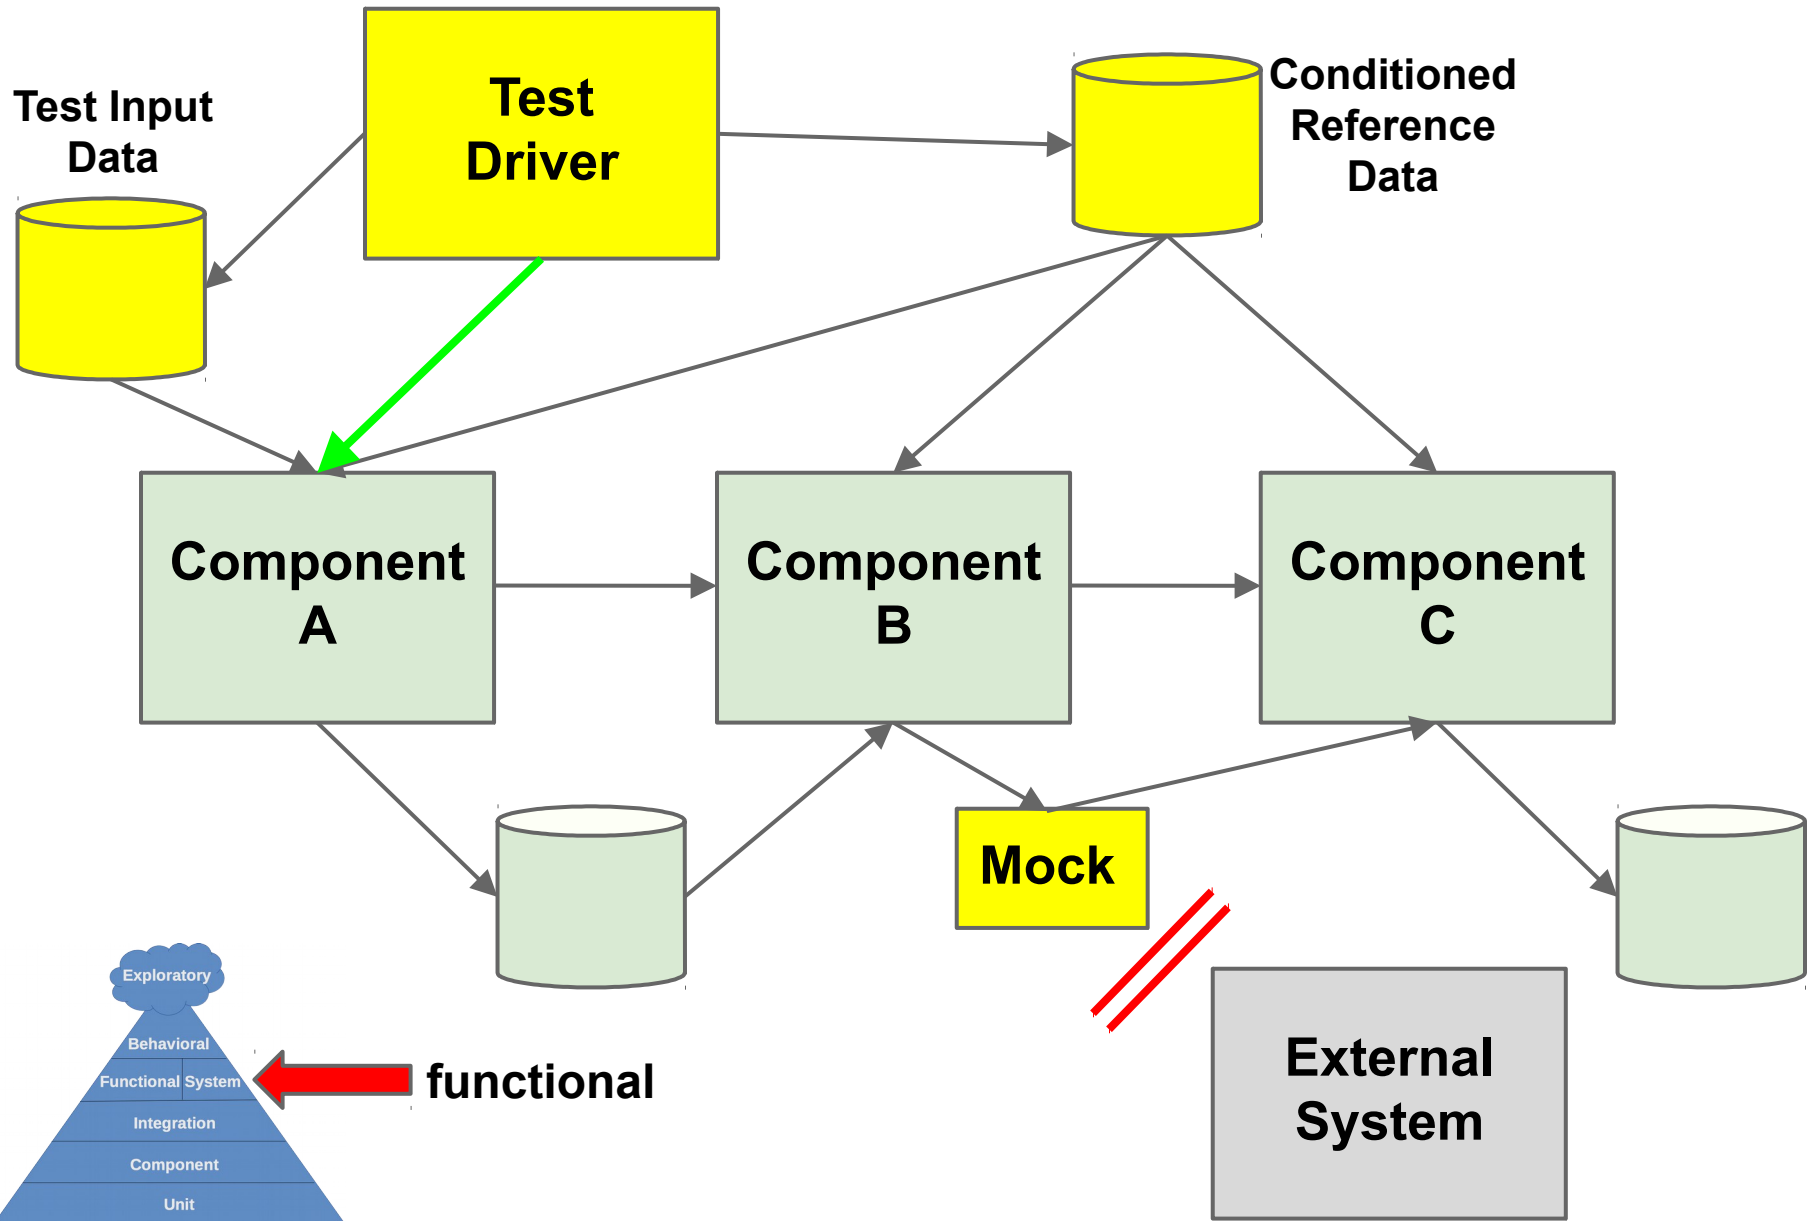 Test
Driver
Test Input
Data
Conditioned
Reference
Data
Component
A
Component
B
Component
C
Mock
External
System
Exploratory
Behavioral
Functional System
functional
Integration
Component
Unit